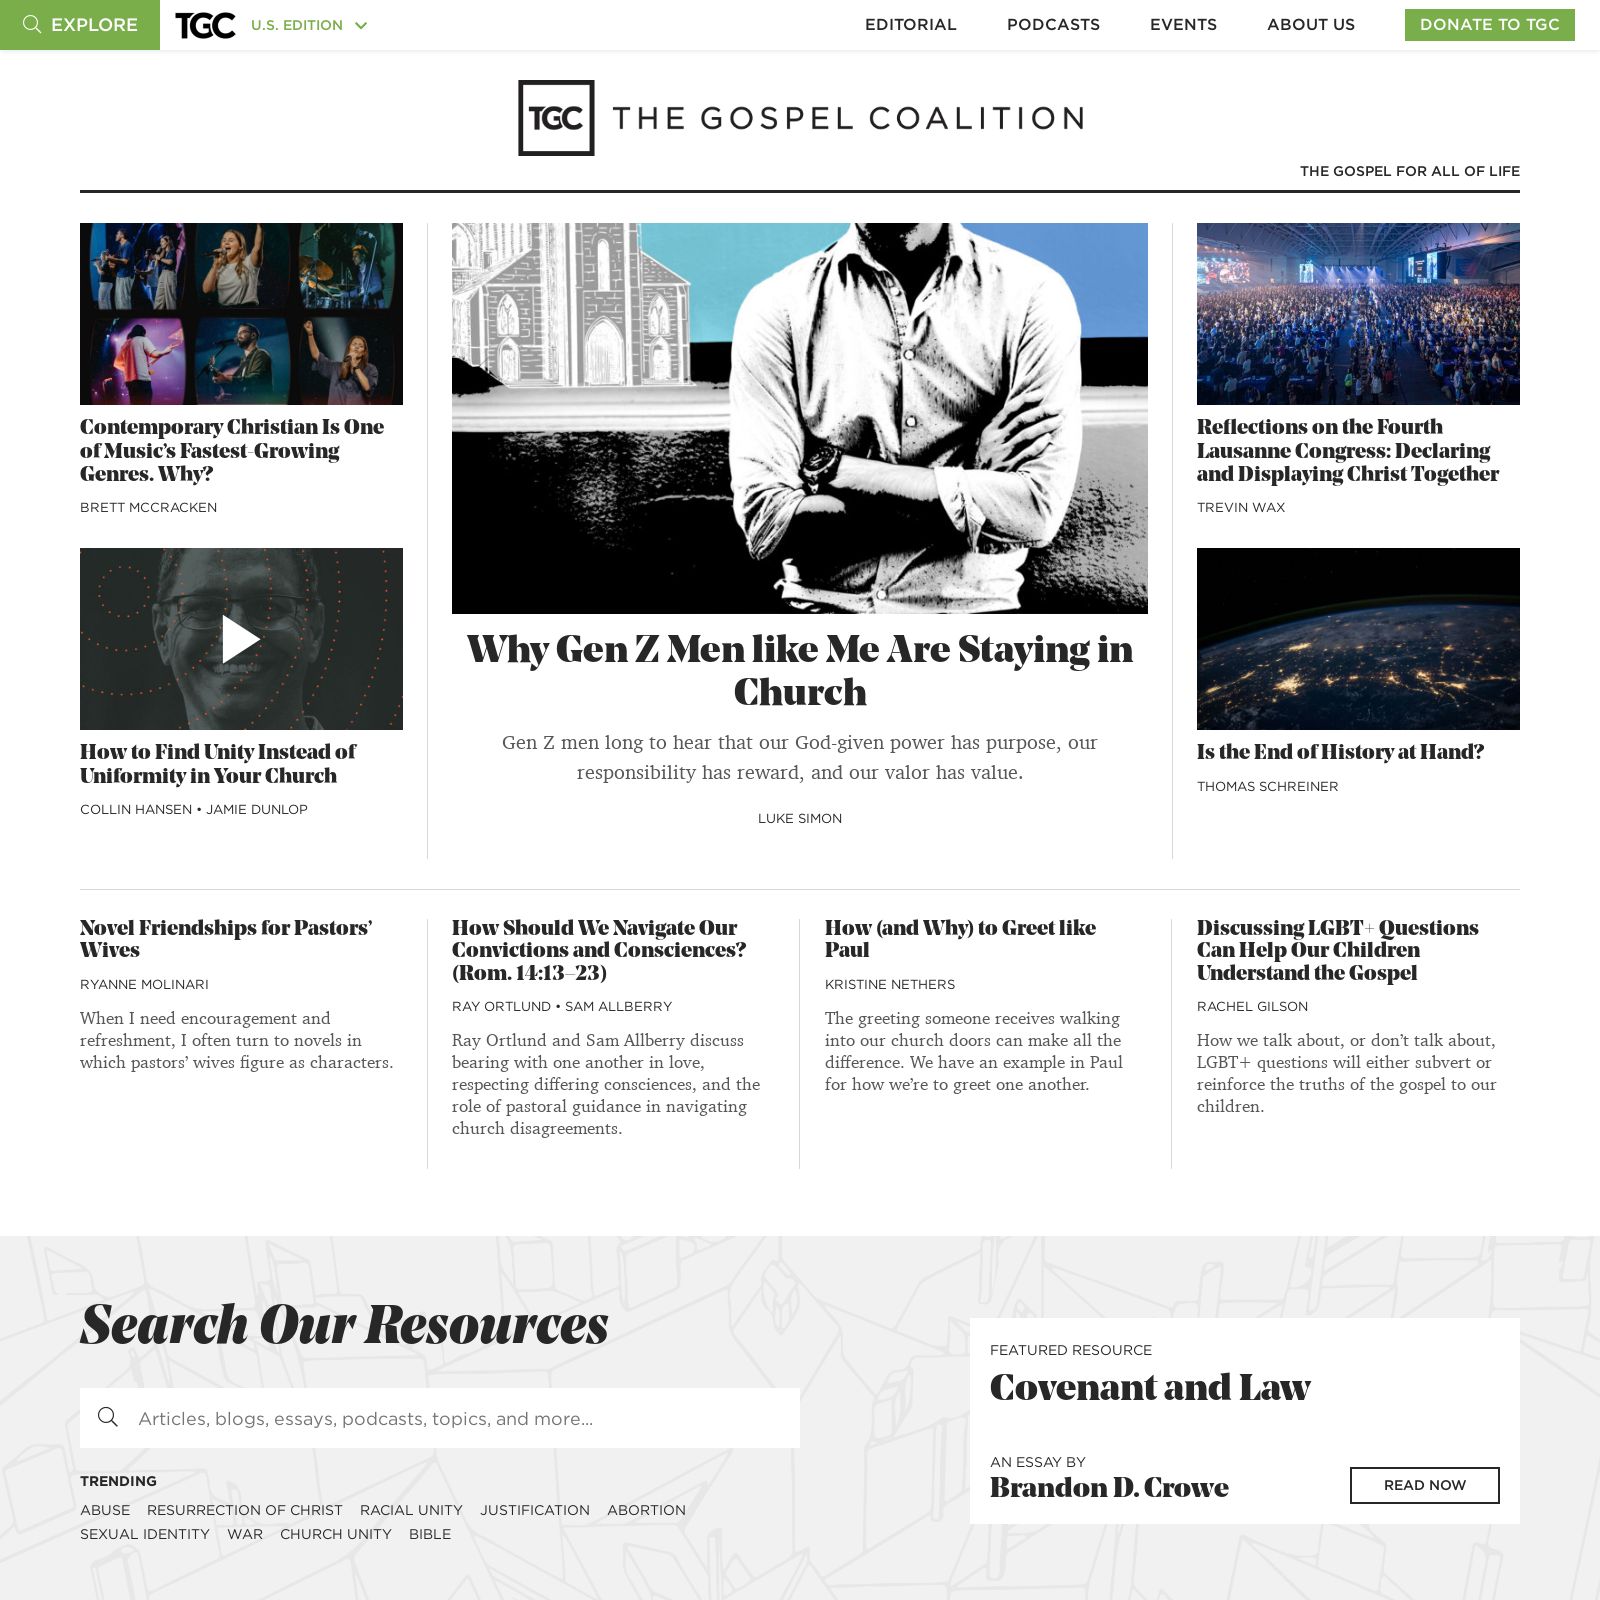 EXPLORE
TGC
U.S. EDITION
EDITORIAL
PODCASTS
EVENTS
ABOUT US
DONATE TO TGC
TGC THE GOSPEL COALITION
THE GOSPEL FOR ALL OF LIFE
Contemporary Christian Is One
of Music’s Fastest-Growing
Genres. Why?
BRETT MCCRACKEN
How to Find Unity Instead of
Uniformity in Your Church
COLLIN HANSEN • JAMIE DUNLOP
Why Gen Z Men like Me Are Staying in
Church
Gen Z men long to hear that our God-given power has purpose, our
responsibility has reward, and our valor has value.
LUKE SIMON
Reflections on the Fourth
Lausanne Congress: Declaring
and Displaying Christ Together
TREVIN WAX
Is the End of History at Hand?
THOMAS SCHREINER
Novel Friendships for Pastors’
Wives
RYANNE MOLINARI
When I need encouragement and
refreshment, I often turn to novels in
which pastors’ wives figure as characters.
How Should We Navigate Our
Convictions and Consciences?
(Rom. 14:13–23)
RAY ORTLUND • SAM ALLBERRY
Ray Ortlund and Sam Allberry discuss
bearing with one another in love,
respecting differing consciences, and the
role of pastoral guidance in navigating
church disagreements.
How (and Why) to Greet like
Paul
KRISTINE NETHERS
The greeting someone receives walking
into our church doors can make all the
difference. We have an example in Paul
for how we’re to greet one another.
Discussing LGBT+ Questions
Can Help Our Children
Understand the Gospel
RACHEL GILSON
How we talk about, or don’t talk about,
LGBT+ questions will either subvert or
reinforce the truths of the gospel to our
children.
Search Our Resources
Articles, blogs, essays, podcasts, topics, and more...
TRENDING
ABUSE RESURRECTION OF CHRIST RACIAL UNITY JUSTIFICATION ABORTION
SEXUAL IDENTITY WAR CHURCH UNITY BIBLE
FEATURED RESOURCE
Covenant and Law
AN ESSAY BY
Brandon D. Crowe
READ NOW